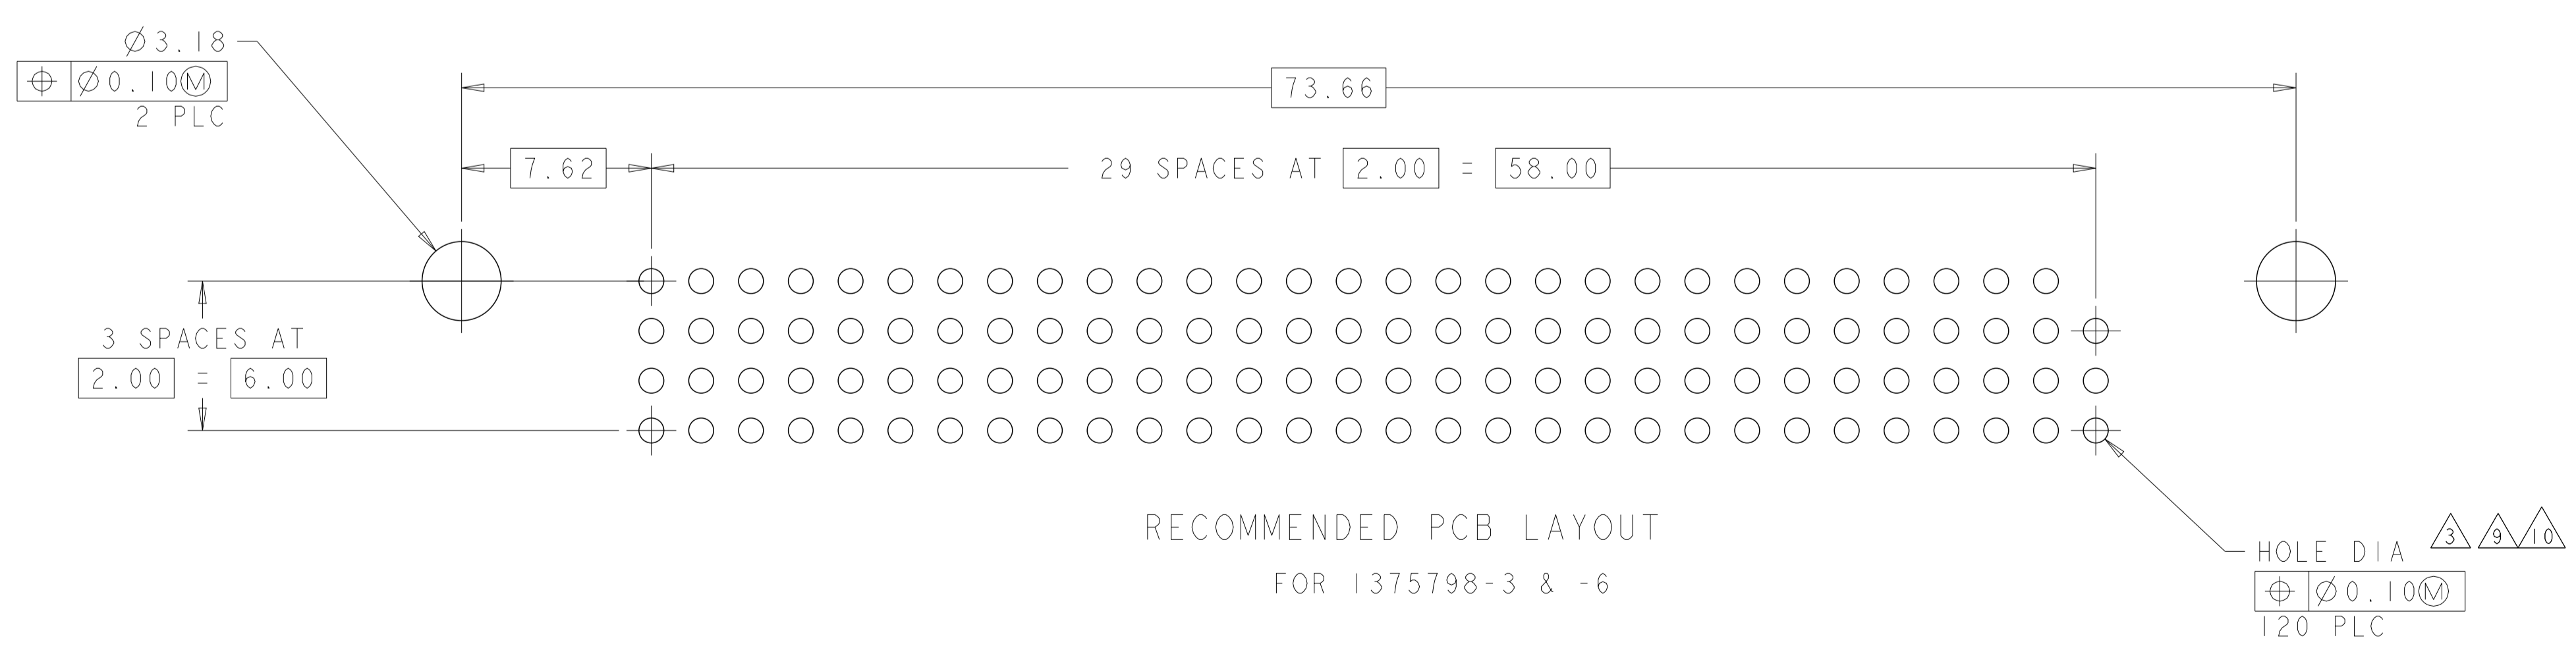 Ø3.18
⌖ Ø0.10Ⓜ
2 PLC
73.66
7.62
29 SPACES AT 2.00 = 58.00
3 SPACES AT
2.00 = 6.00
RECOMMENDED PCB LAYOUT
FOR 1375798-3 & -6
HOLE DIA 3 9 10
⌖ Ø0.10Ⓜ
120 PLC